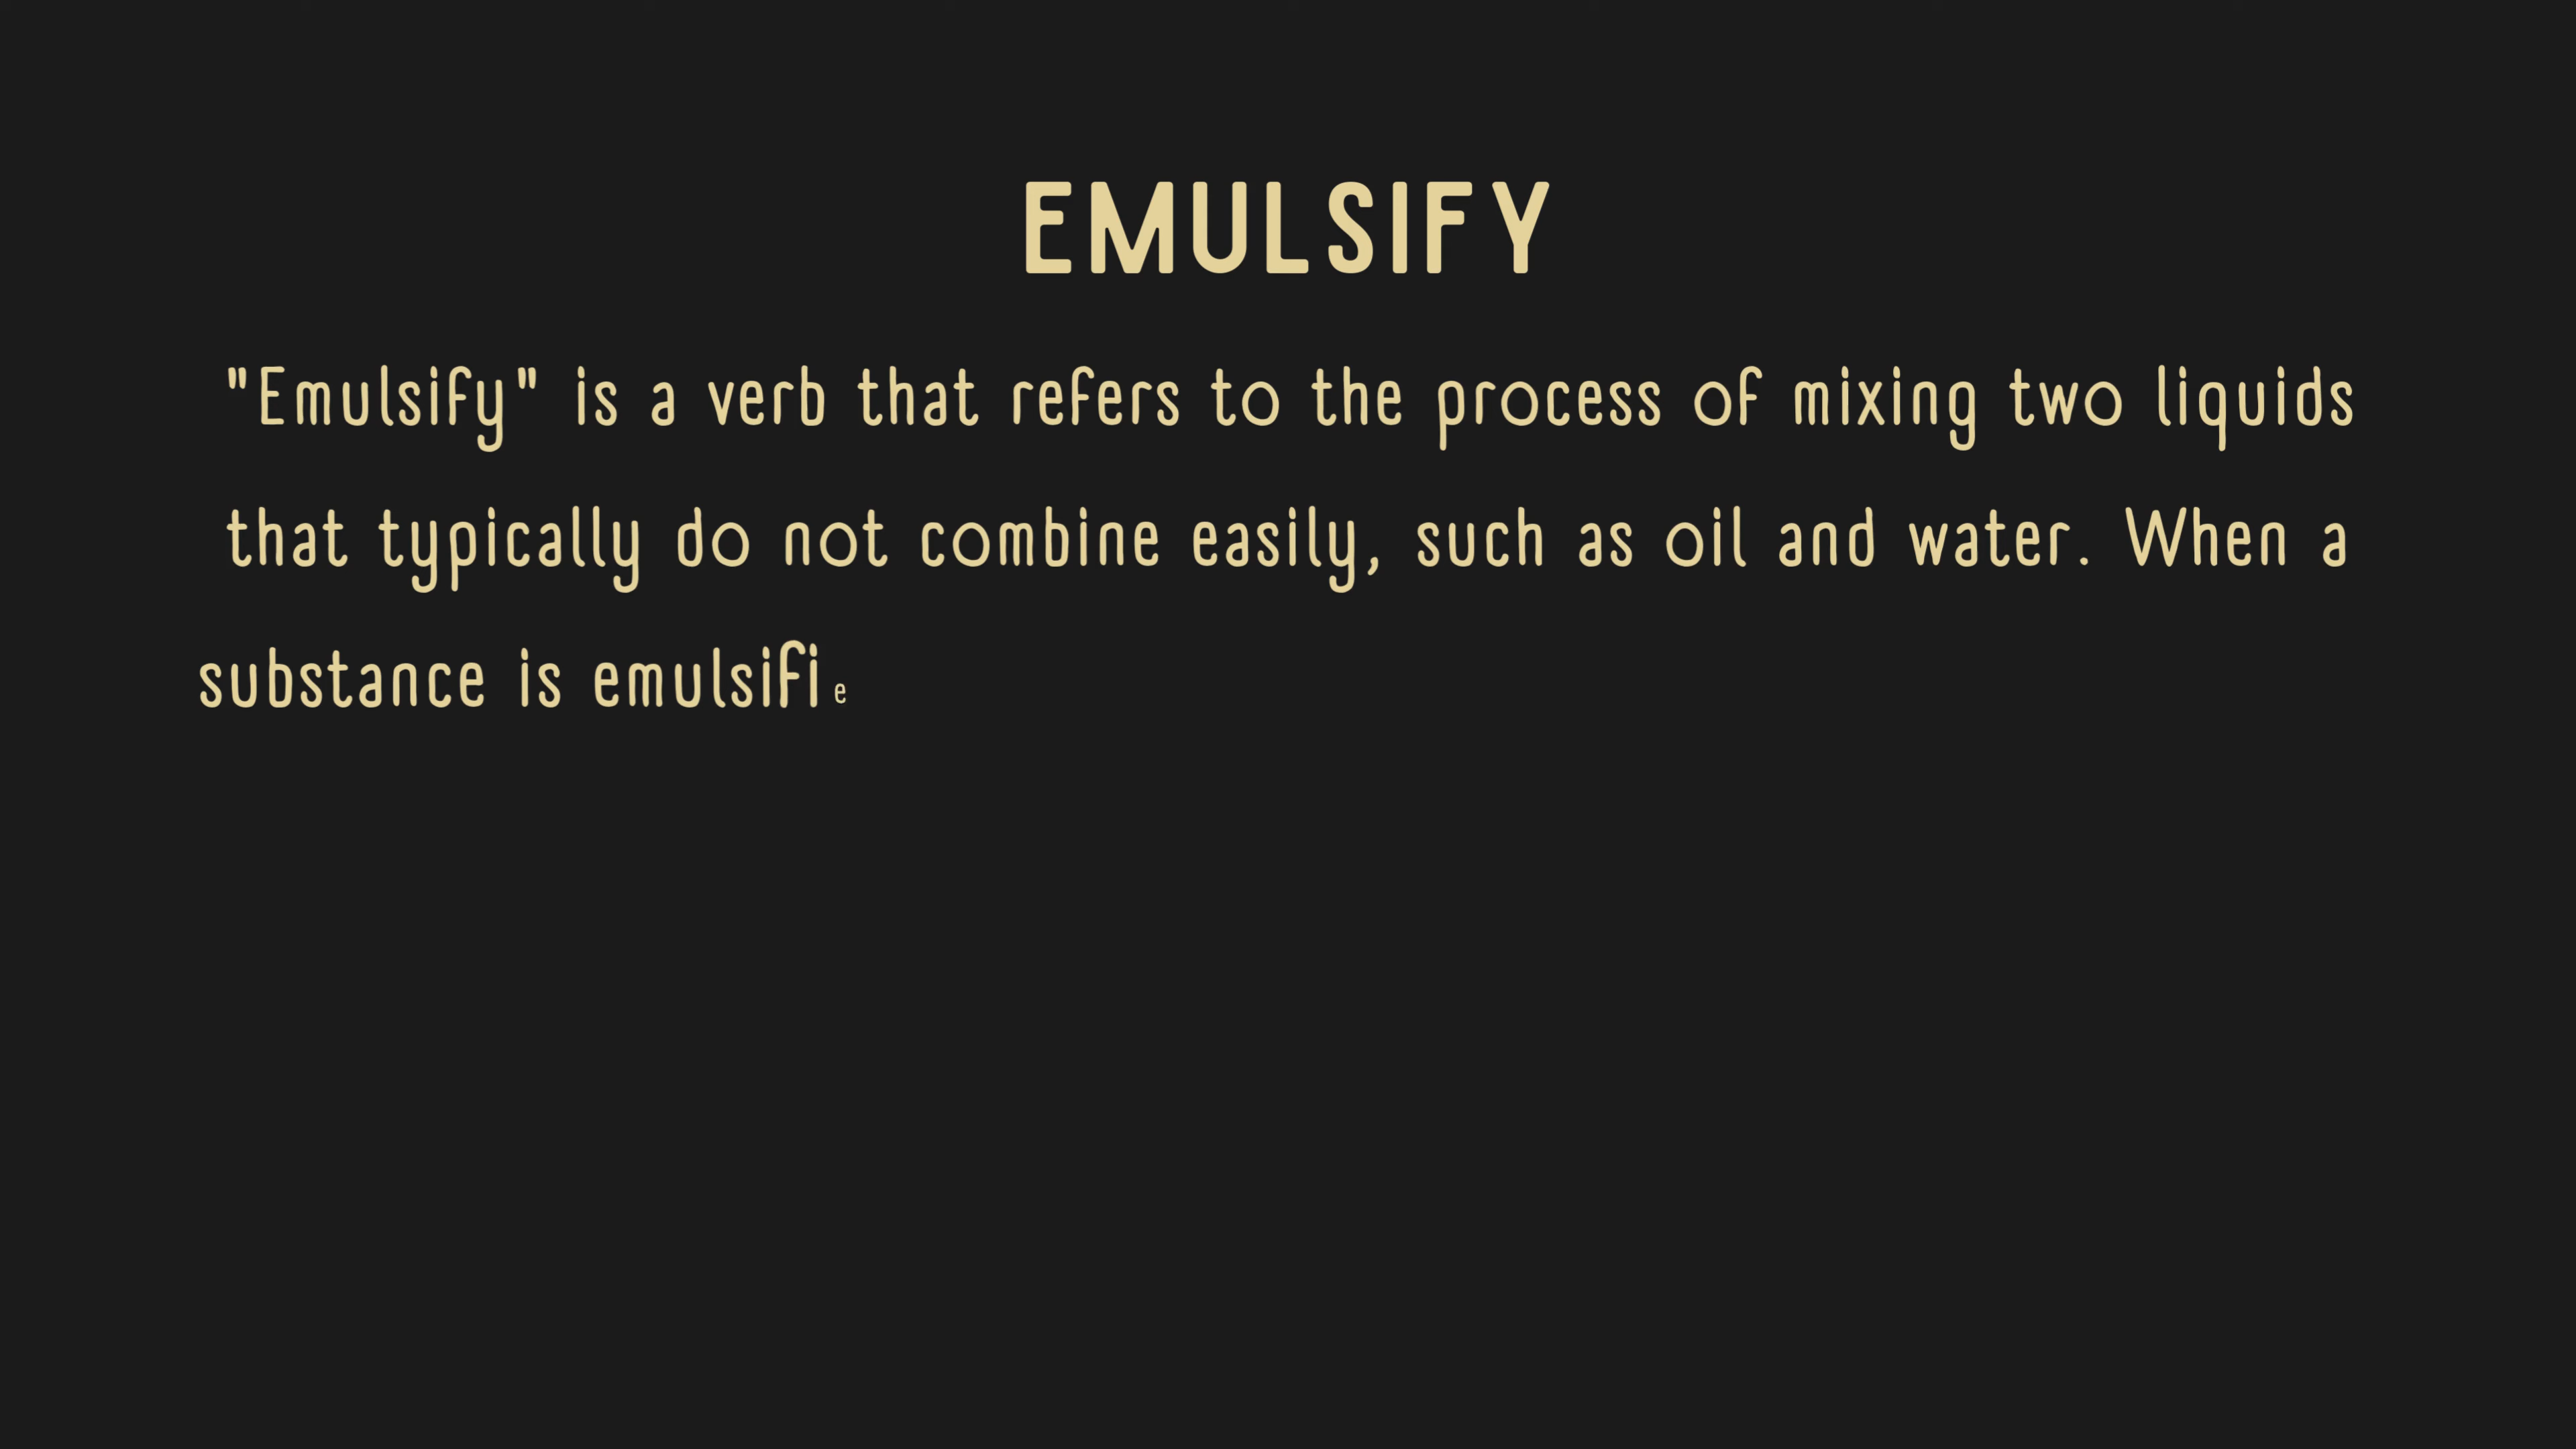 EMULSIFY
"Emulsify" is a verb that refers to the process of mixing two liquids
that typically do not combine easily, such as oil and water. When a
substance is emulsifie